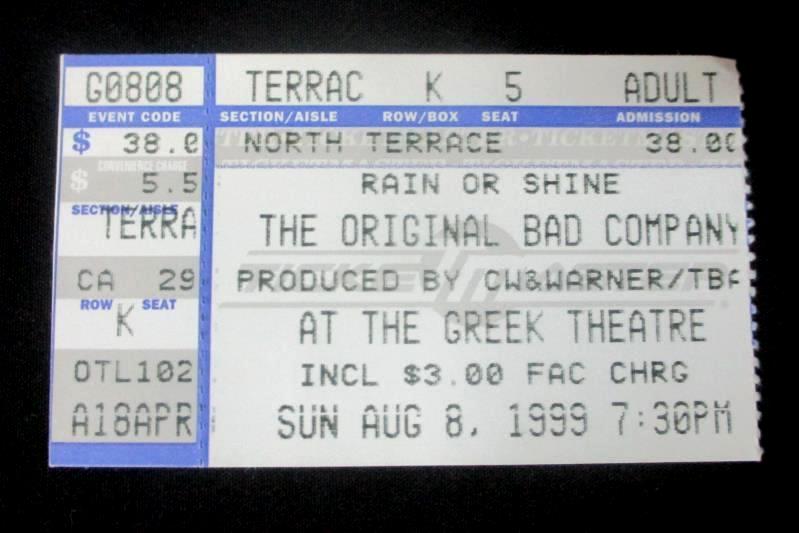 G0808
EVENT CODE
$ 38.0
CONVENIENCE CHARGE
$ 5.5
SECTION/AISLE
TERRA
CA 29
ROW SEAT
K
OTL102
A18APR
TERRAC K 5 ADULT
SECTION/AISLE ROW/BOX SEAT ADMISSION
NORTH TERRACE 38.00
RAIN OR SHINE
THE ORIGINAL BAD COMPANY
PRODUCED BY CW&WARNER/TBA
TICKETMASTER
AT THE GREEK THEATRE
INCL $3.00 FAC CHRG
SUN AUG 8, 1999 7:30PM